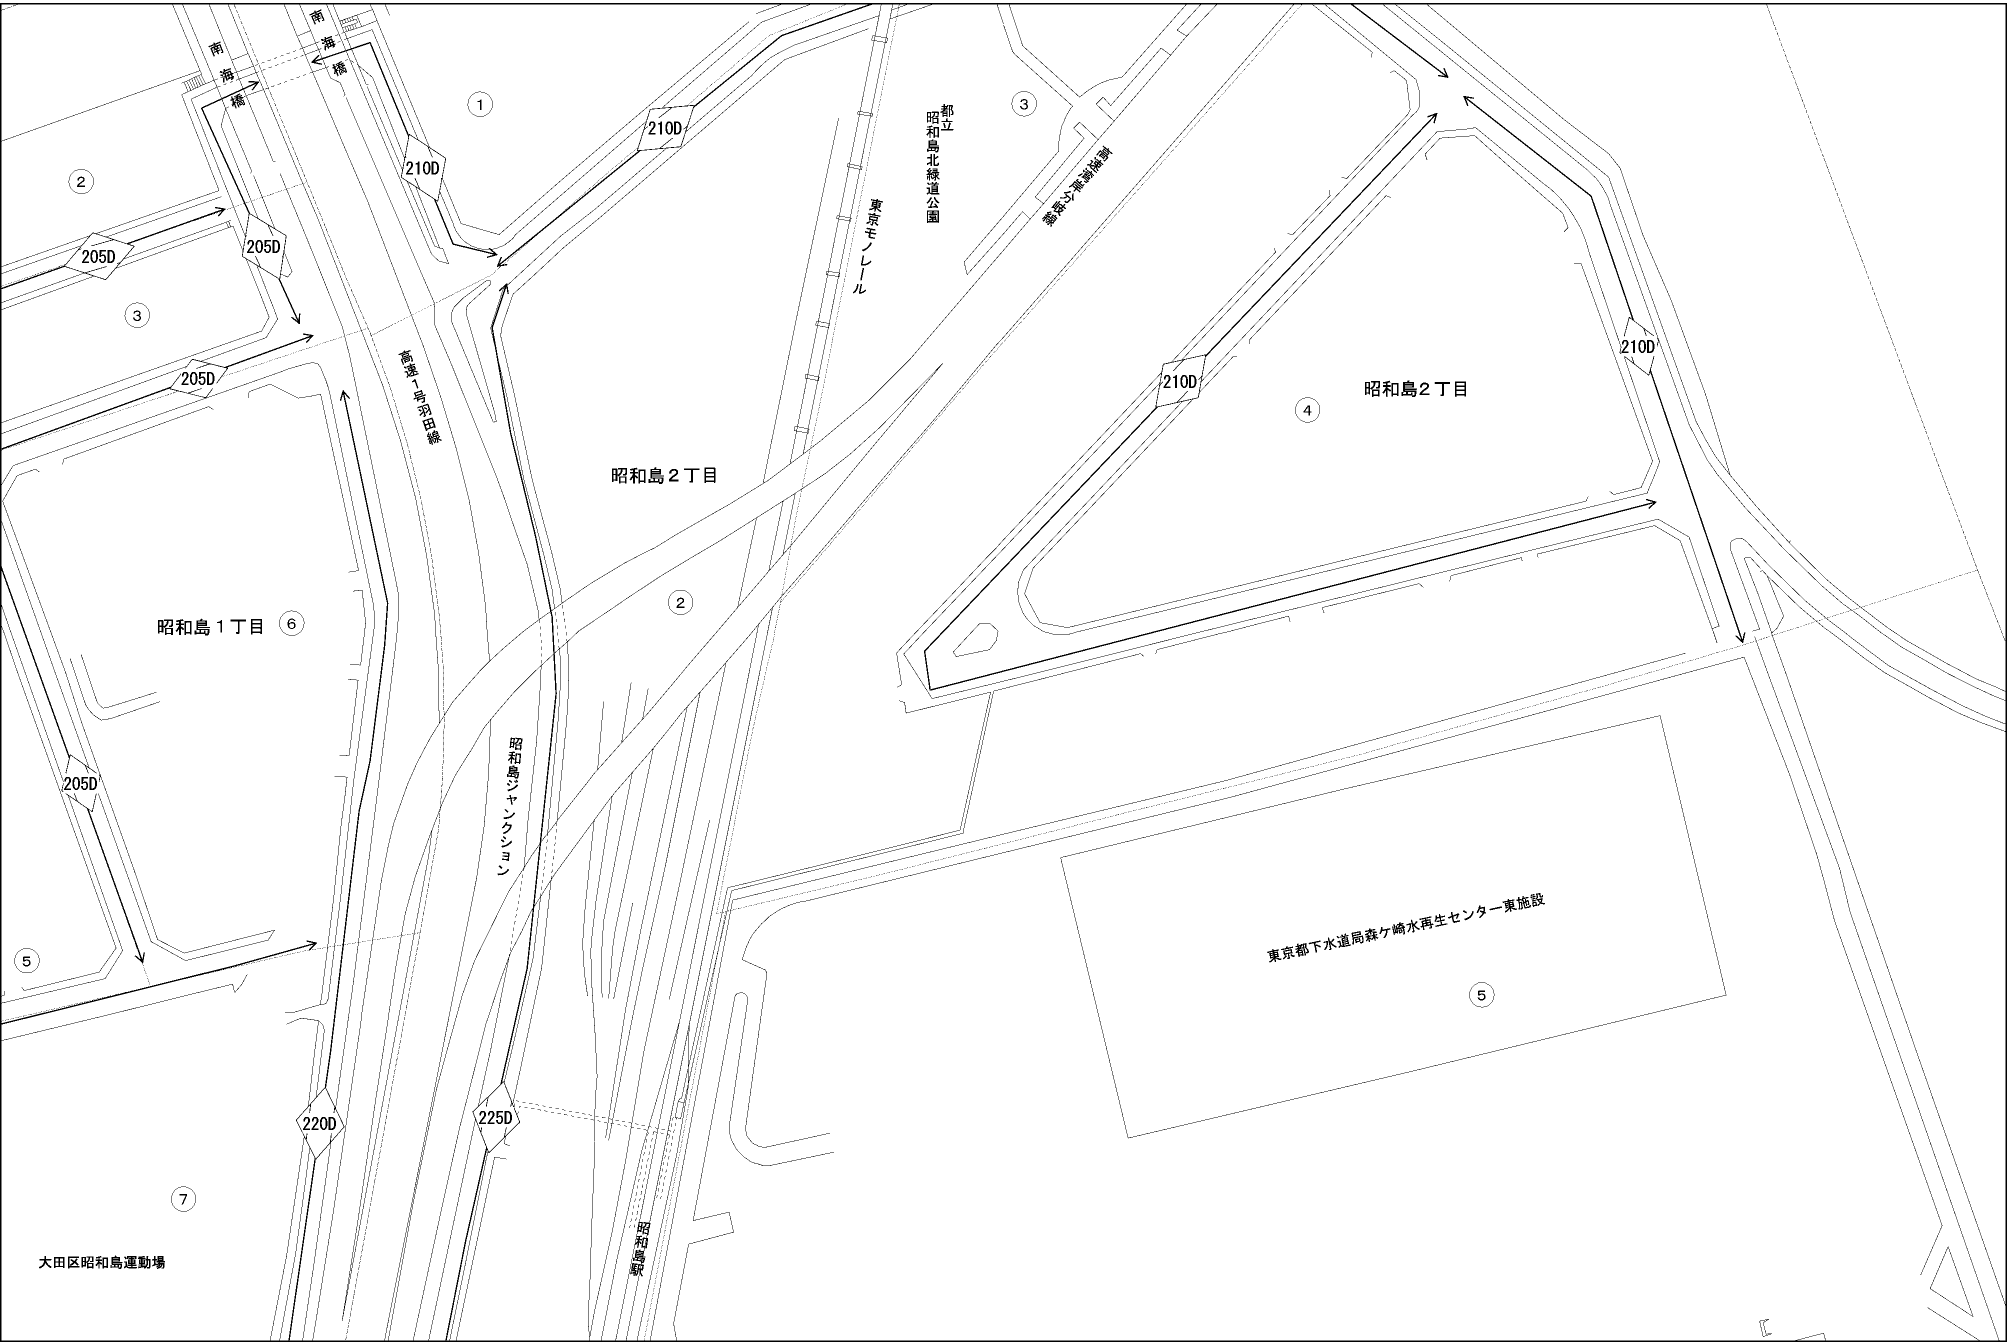 南海橋
南海橋
①
210D
③
都立
昭和島北緑道公園
高速湾岸分岐線
②
210D
東京モノレール
205D
205D
③
205D
210D
210D
高速1号羽田線
昭和島2丁目
④
昭和島2丁目
②
昭和島1丁目
⑥
205D
昭和島ジャンクション
東京都下水道局森ケ崎水再生センター東施設
⑤
⑤
220D
225D
⑦
昭和島駅
大田区昭和島運動場